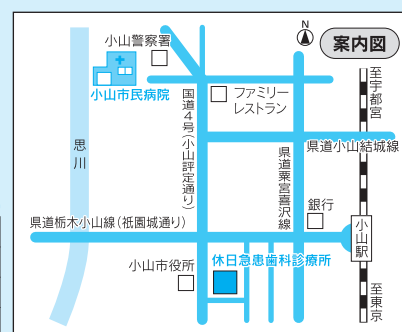 N
案内図
小山警察署
小山市民病院
至宇都宮
国道4号(小山評定通り)
ファミリー
レストラン
思川
県道小山結城線
県道粟宮喜沢線
県道栃木小山線(祇園城通り)
銀行
小山駅
小山市役所
休日急患歯科診療所
至東京